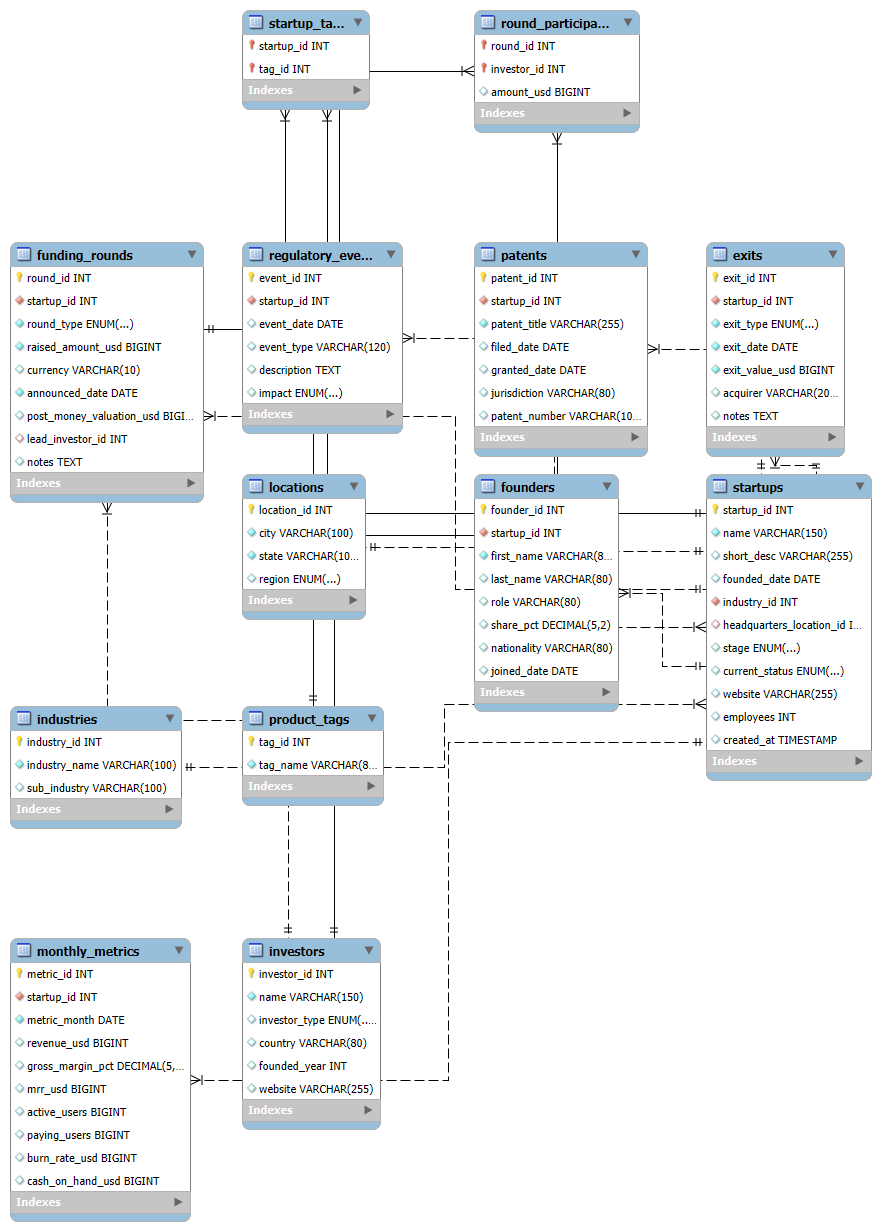 startup_ta...
startup_id INT
tag_id INT
Indexes
round_participa...
round_id INT
investor_id INT
amount_usd BIGINT
Indexes
funding_rounds
round_id INT
startup_id INT
round_type ENUM(...)
raised_amount_usd BIGINT
currency VARCHAR(10)
announced_date DATE
post_money_valuation_usd BIGI...
lead_investor_id INT
notes TEXT
Indexes
regulatory_eve...
event_id INT
startup_id INT
event_date DATE
event_type VARCHAR(120)
description TEXT
impact ENUM(...)
Indexes
patents
patent_id INT
startup_id INT
patent_title VARCHAR(255)
filed_date DATE
granted_date DATE
jurisdiction VARCHAR(80)
patent_number VARCHAR(10...
Indexes
exits
exit_id INT
startup_id INT
exit_type ENUM(...)
exit_date DATE
exit_value_usd BIGINT
acquirer VARCHAR(20...
notes TEXT
Indexes
locations
location_id INT
city VARCHAR(100)
state VARCHAR(10...
region ENUM(...)
Indexes
founders
founder_id INT
startup_id INT
first_name VARCHAR(8...
last_name VARCHAR(80)
role VARCHAR(80)
share_pct DECIMAL(5,2)
nationality VARCHAR(80)
joined_date DATE
Indexes
startups
startup_id INT
name VARCHAR(150)
short_desc VARCHAR(255)
founded_date DATE
industry_id INT
headquarters_location_id I...
stage ENUM(...)
current_status ENUM(...)
website VARCHAR(255)
employees INT
created_at TIMESTAMP
Indexes
industries
industry_id INT
industry_name VARCHAR(100)
sub_industry VARCHAR(100)
Indexes
product_tags
tag_id INT
tag_name VARCHAR(8...
Indexes
monthly_metrics
metric_id INT
startup_id INT
metric_month DATE
revenue_usd BIGINT
gross_margin_pct DECIMAL(5,...
mrr_usd BIGINT
active_users BIGINT
paying_users BIGINT
burn_rate_usd BIGINT
cash_on_hand_usd BIGINT
Indexes
investors
investor_id INT
name VARCHAR(150)
investor_type ENUM(..…
country VARCHAR(80)
founded_year INT
website VARCHAR(255)
Indexes